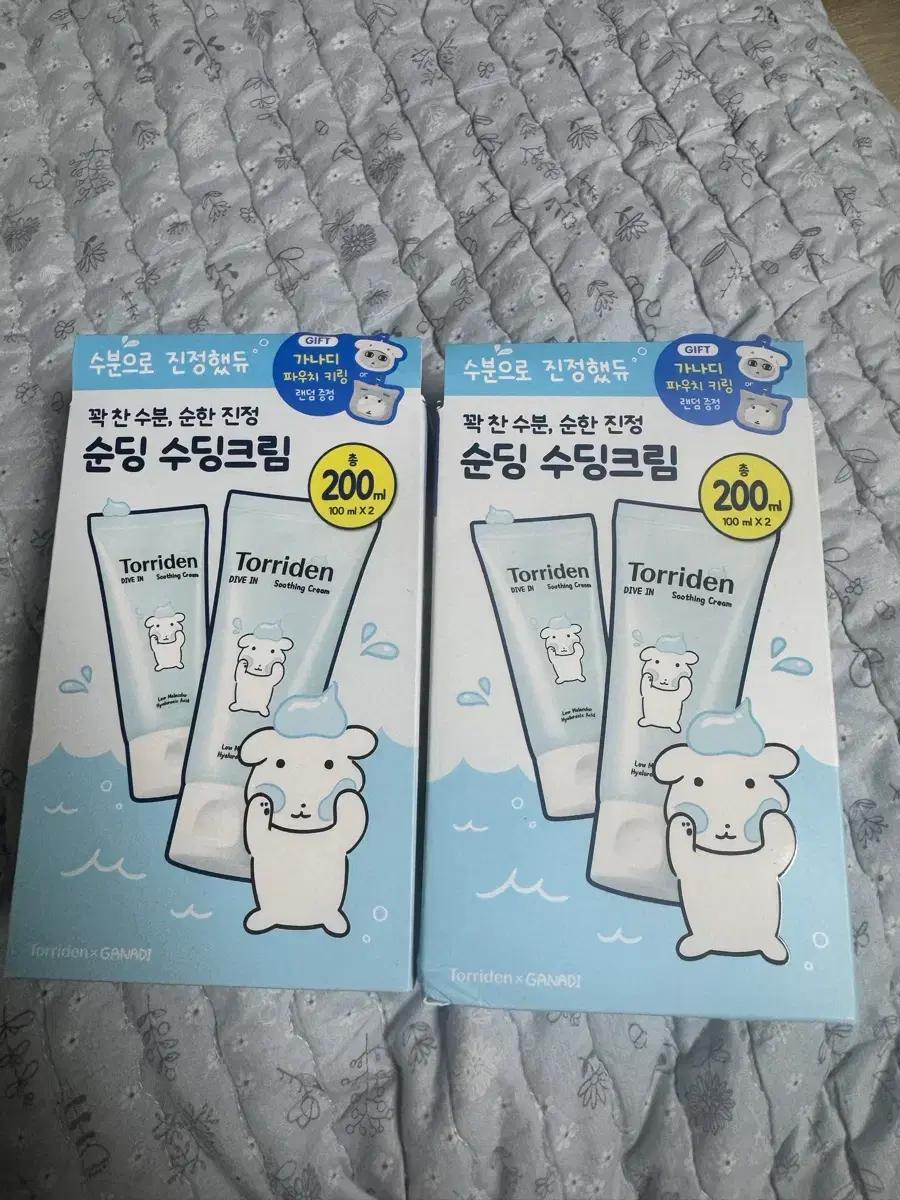 수분으로 진정했듀
GIFT
가나디
파우치 키링
or
랜덤 증정
꽉 찬 수분, 순한 진정
순딩 수딩크림
총
200ml
100 ml X 2
Torriden
DIVE IN Soothing Cream
Low Molecular
Hyaluronic Acid
Torriden
DIVE IN Soothing Cream
Torriden × GANADI
수분으로 진정했듀
GIFT
가나디
파우치 키링
or
랜덤 증정
꽉 찬 수분, 순한 진정
순딩 수딩크림
총
200ml
100 ml X 2
Torriden
DIVE IN Soothing Cream
Low Molecular
Hyaluronic Acid
Torriden
DIVE IN Soothing Cream
Torriden × GANADI